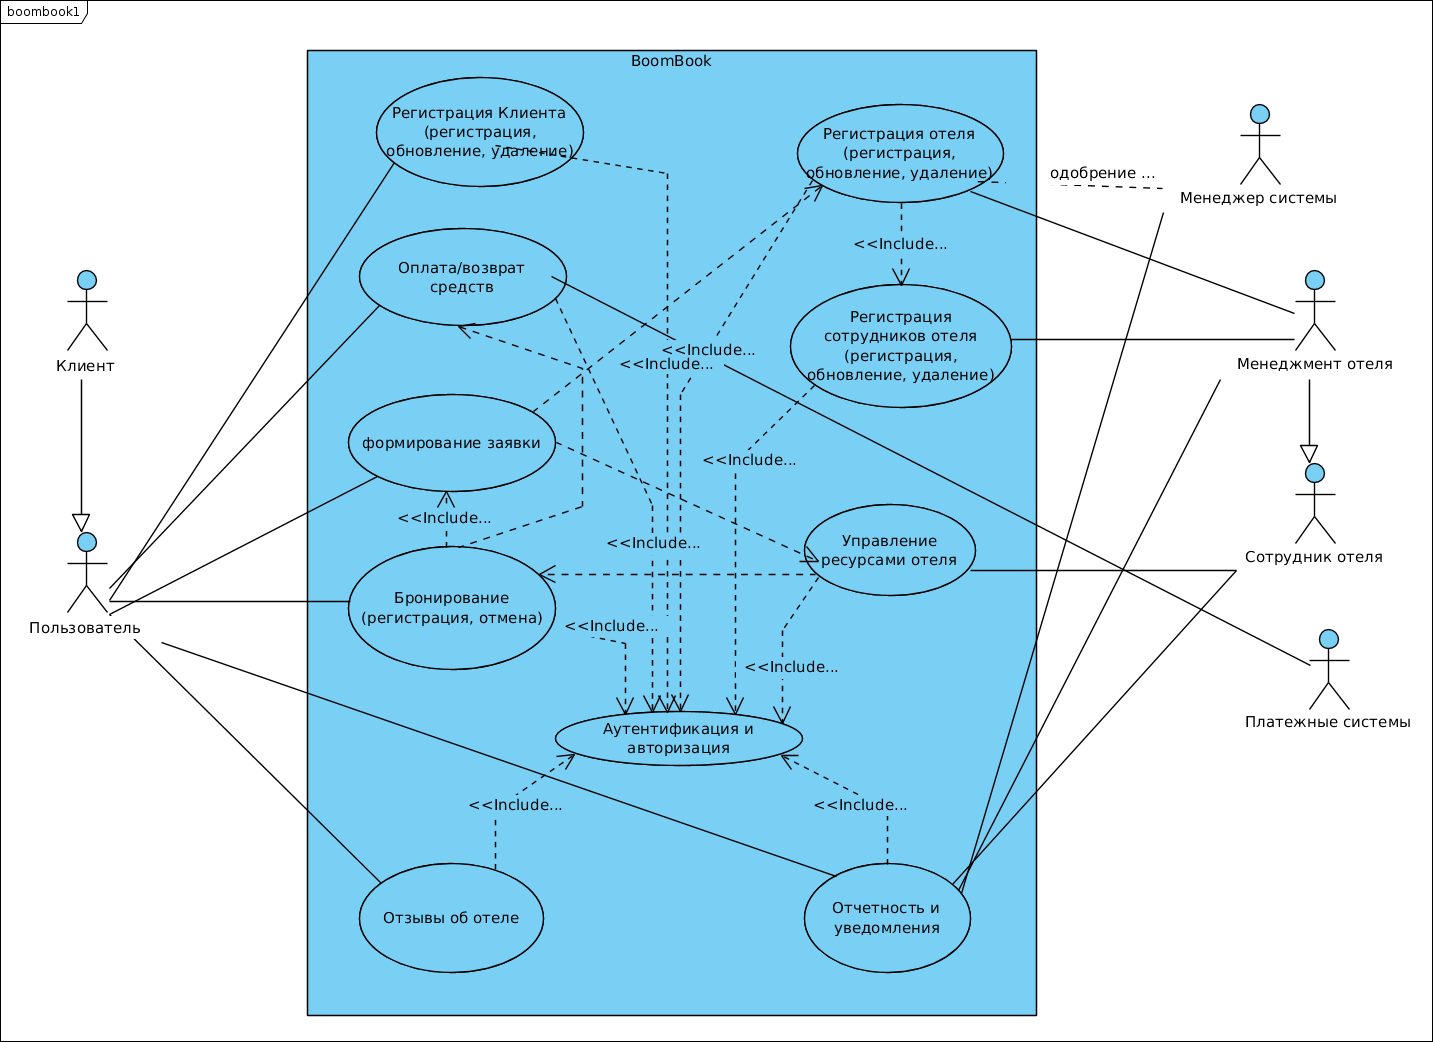 boombook1
BoomBook
Регистрация Клиента
(регистрация,
обновление, удаление)
Регистрация отеля
(регистрация,
обновление, удаление)
одобрение ...
Менеджер системы
<<Include...
Оплата/возврат
средств
Регистрация
сотрудников отеля
(регистрация,
обновление, удаление)
<<Include...
<<Include...
Клиент
Менеджмент отеля
формирование заявки
<<Include...
<<Include...
<<Include...
Управление
ресурсами отеля
Сотрудник отеля
Бронирование
(регистрация, отмена)
<<Include...
Пользователь
<<Include...
Платежные системы
Аутентификация и
авторизация
<<Include...
<<Include...
Отзывы об отеле
Отчетность и
уведомления